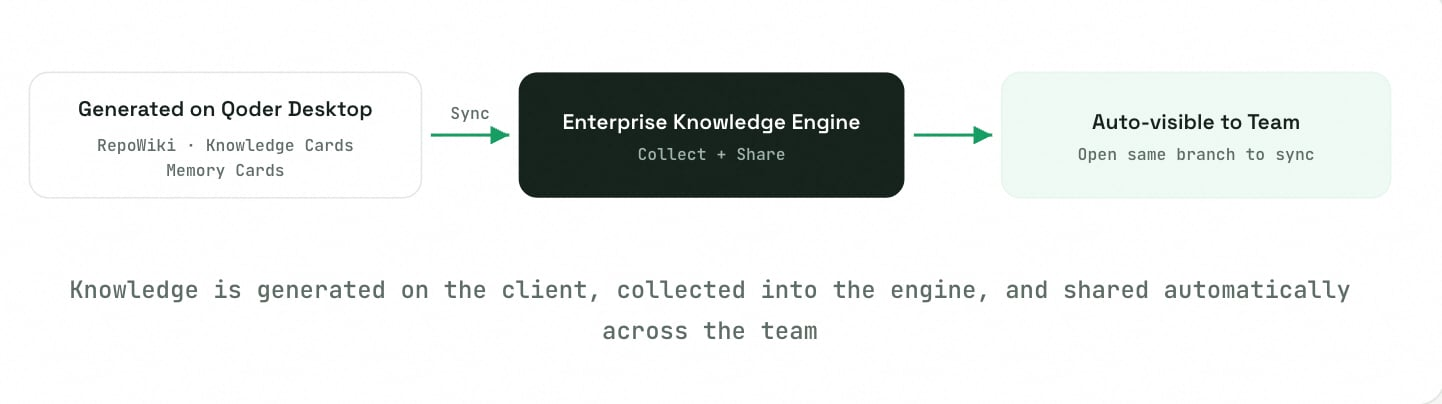 Generated on Qoder Desktop
RepoWiki · Knowledge Cards
Memory Cards
Sync
Enterprise Knowledge Engine
Collect + Share
Auto-visible to Team
Open same branch to sync
Knowledge is generated on the client, collected into the engine, and shared automatically
across the team